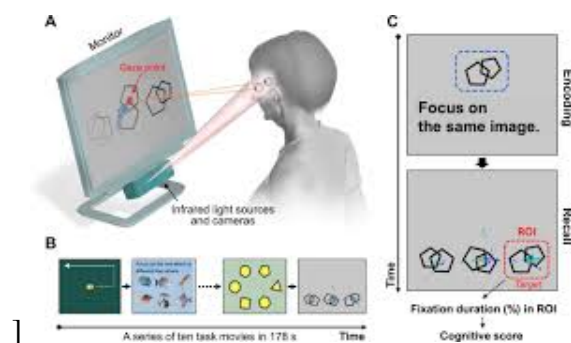 A
Monitor
Gaze point
Infrared light sources
and cameras
B
A series of ten task movies in 178 s
Time
C
Focus on
the same image.
Encoding
ROI
Target
Recall
Time
Fixation duration (%) in ROI
Cognitive score
]